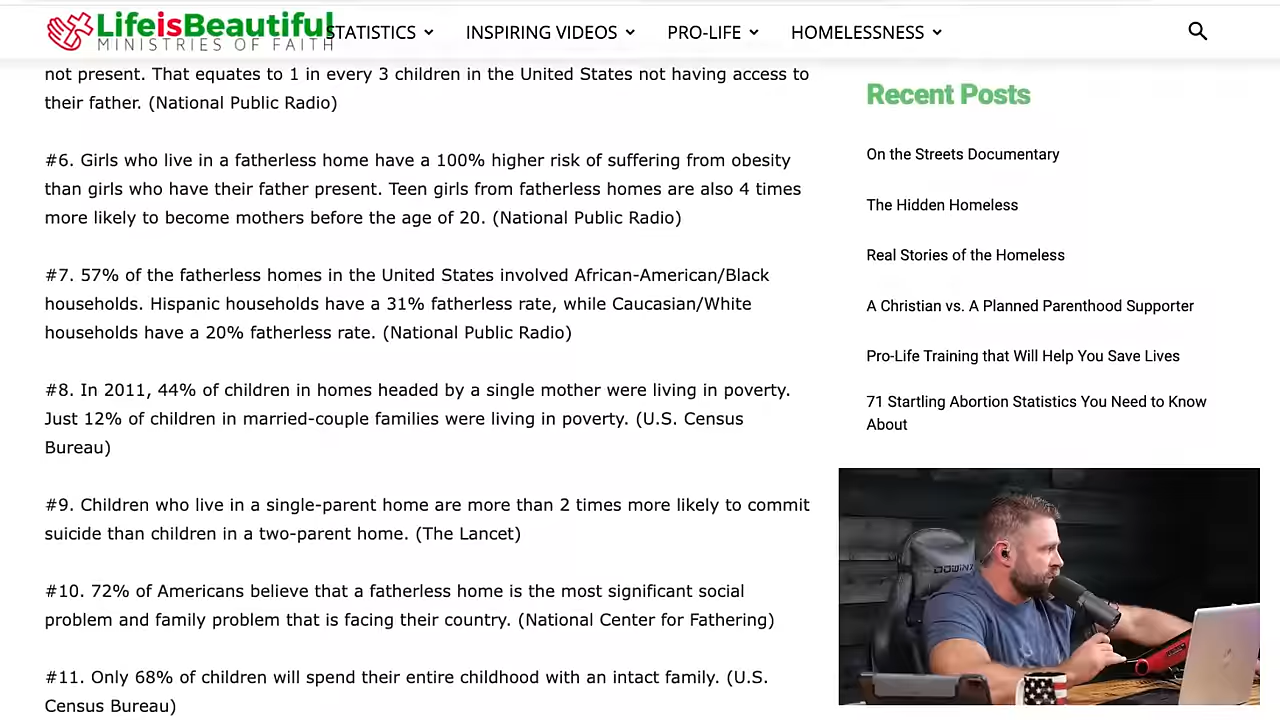 LifeisBeautiful
MINISTRIES OF FAITH
STATISTICS
INSPIRING VIDEOS
PRO-LIFE
HOMELESSNESS
not present. That equates to 1 in every 3 children in the United States not having access to
their father. (National Public Radio)
#6. Girls who live in a fatherless home have a 100% higher risk of suffering from obesity
than girls who have their father present. Teen girls from fatherless homes are also 4 times
more likely to become mothers before the age of 20. (National Public Radio)
#7. 57% of the fatherless homes in the United States involved African-American/Black
households. Hispanic households have a 31% fatherless rate, while Caucasian/White
households have a 20% fatherless rate. (National Public Radio)
#8. In 2011, 44% of children in homes headed by a single mother were living in poverty.
Just 12% of children in married-couple families were living in poverty. (U.S. Census
Bureau)
#9. Children who live in a single-parent home are more than 2 times more likely to commit
suicide than children in a two-parent home. (The Lancet)
#10. 72% of Americans believe that a fatherless home is the most significant social
problem and family problem that is facing their country. (National Center for Fathering)
#11. Only 68% of children will spend their entire childhood with an intact family. (U.S.
Census Bureau)
Recent Posts
On the Streets Documentary
The Hidden Homeless
Real Stories of the Homeless
A Christian vs. A Planned Parenthood Supporter
Pro-Life Training that Will Help You Save Lives
71 Startling Abortion Statistics You Need to Know
About